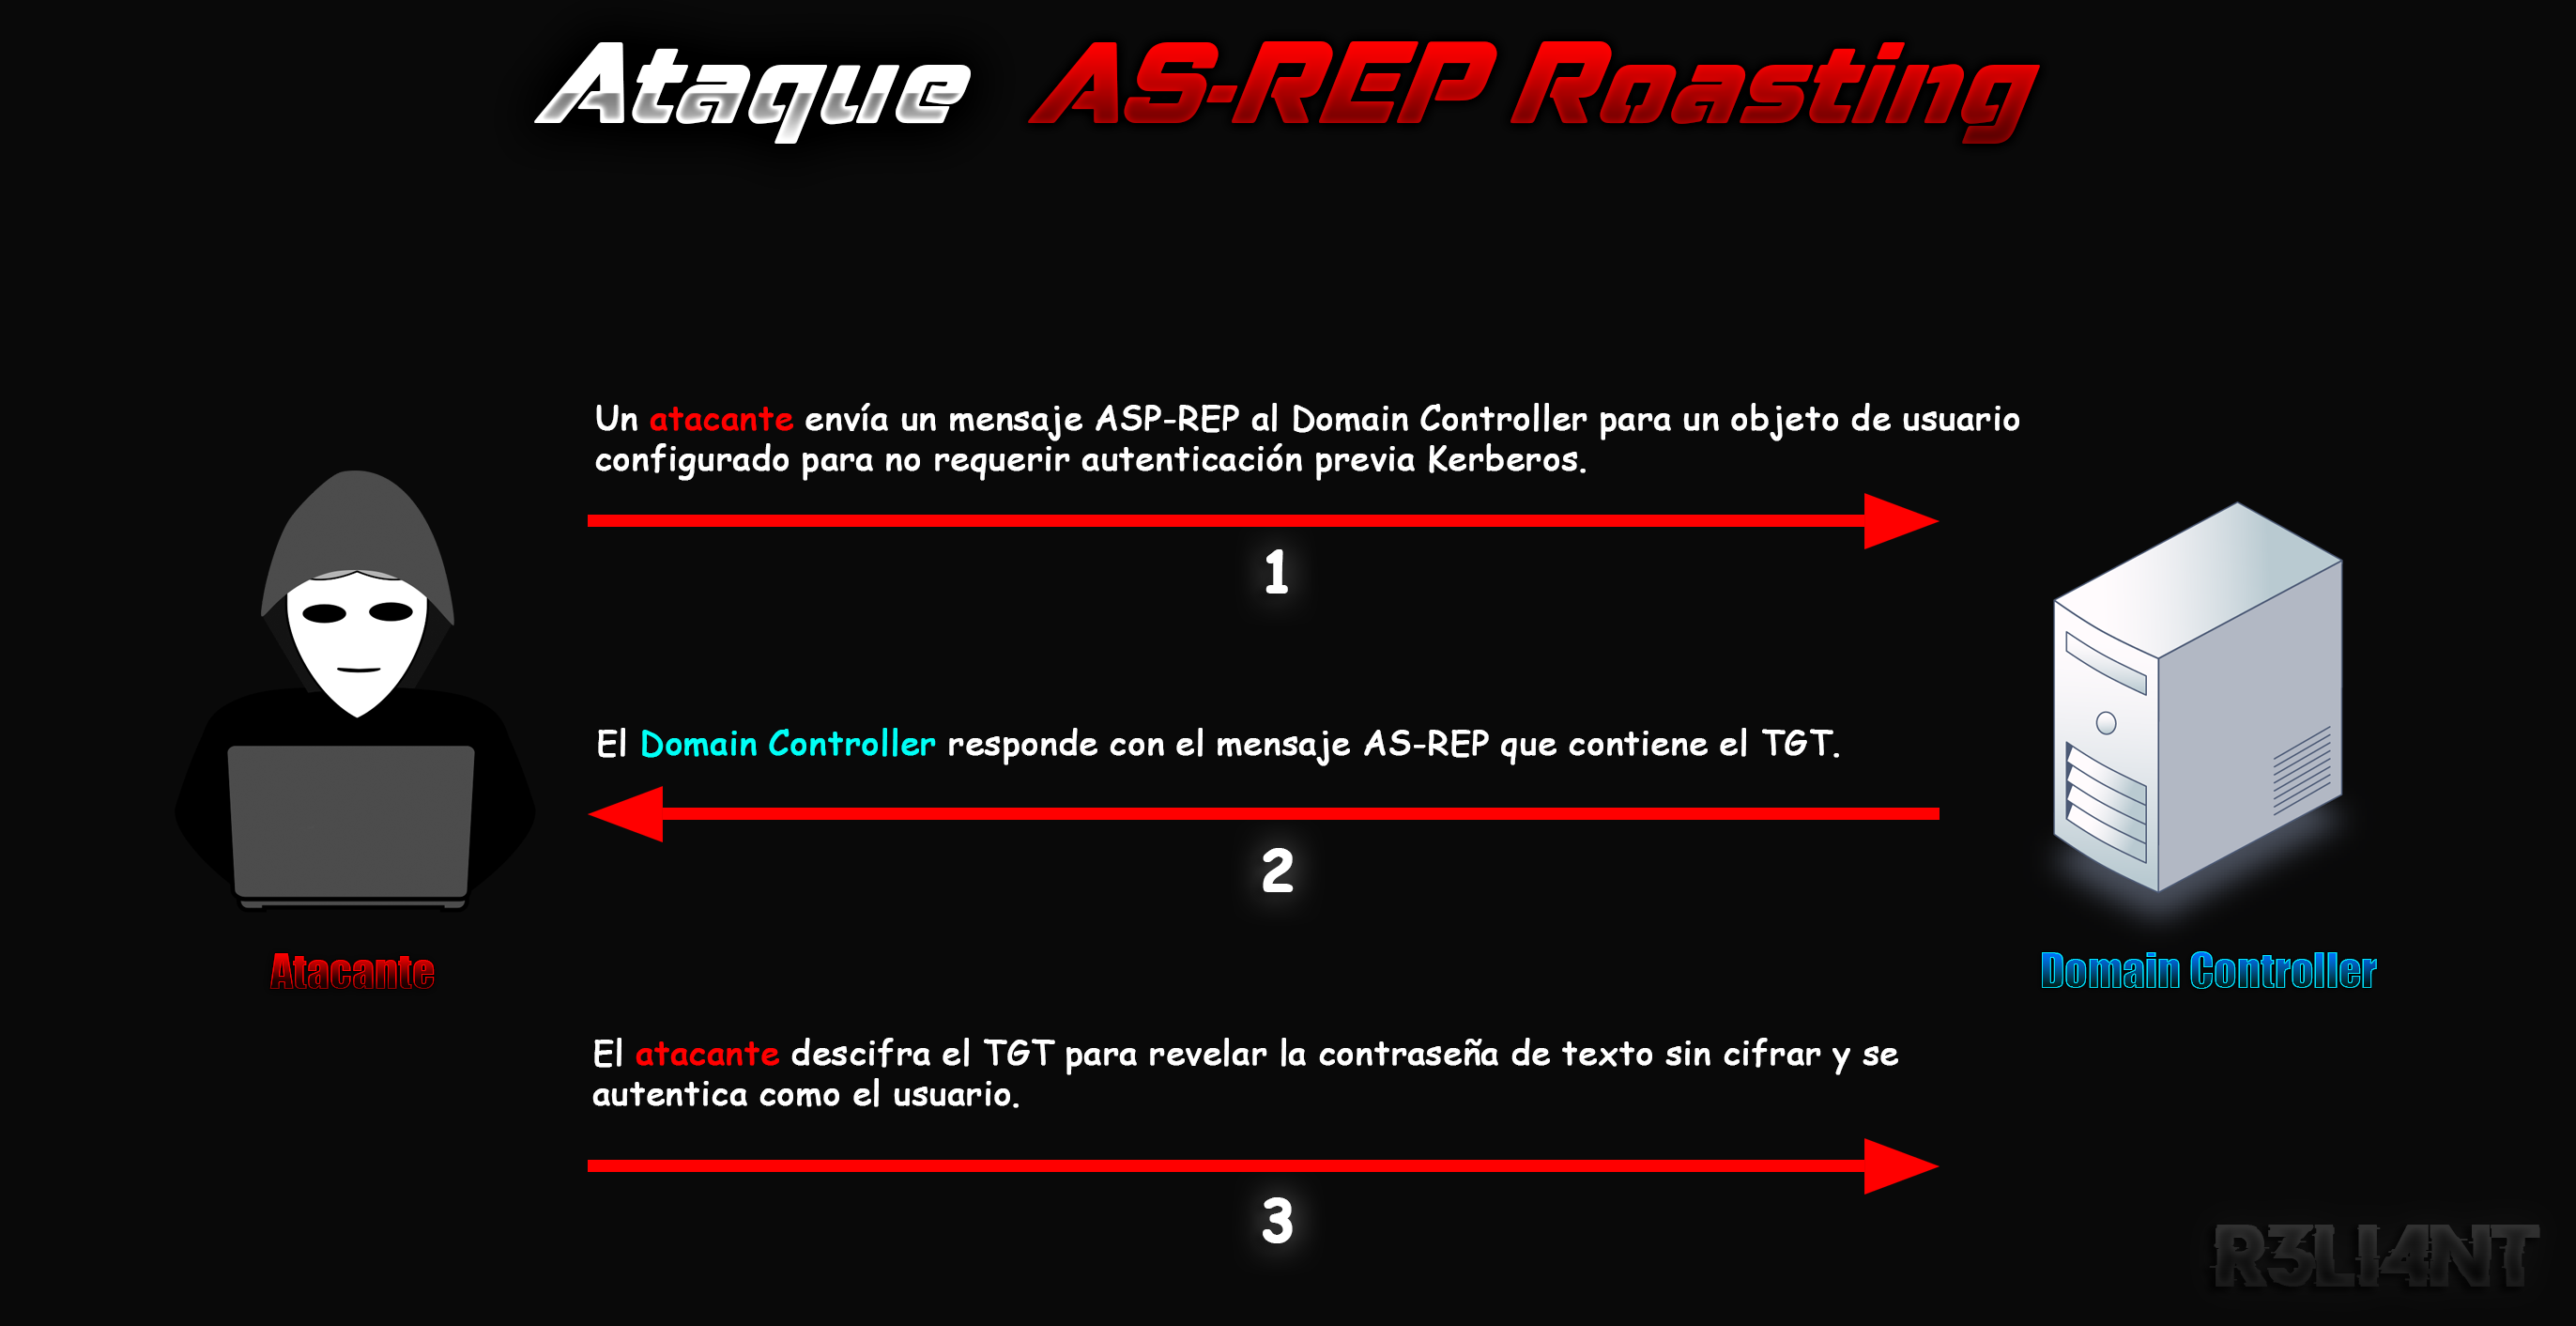 Ataque AS-REP Roasting
Un atacante envía un mensaje ASP-REP al Domain Controller para un objeto de usuario
configurado para no requerir autenticación previa Kerberos.
1
El Domain Controller responde con el mensaje AS-REP que contiene el TGT.
2
Atacante
Domain Controller
El atacante descifra el TGT para revelar la contraseña de texto sin cifrar y se
autentica como el usuario.
3
R3LI4NT